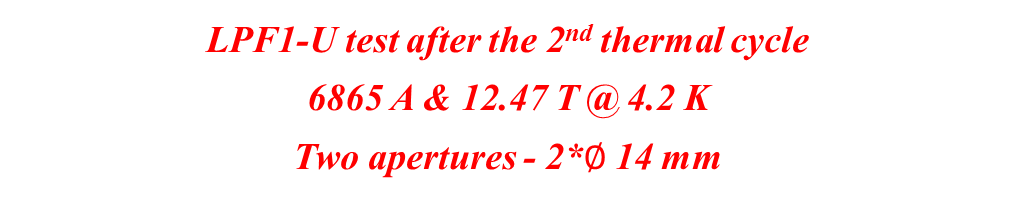 LPF1-U test after the 2nd thermal cycle
6865 A & 12.47 T @ 4.2 K
Two apertures - 2*∅ 14 mm